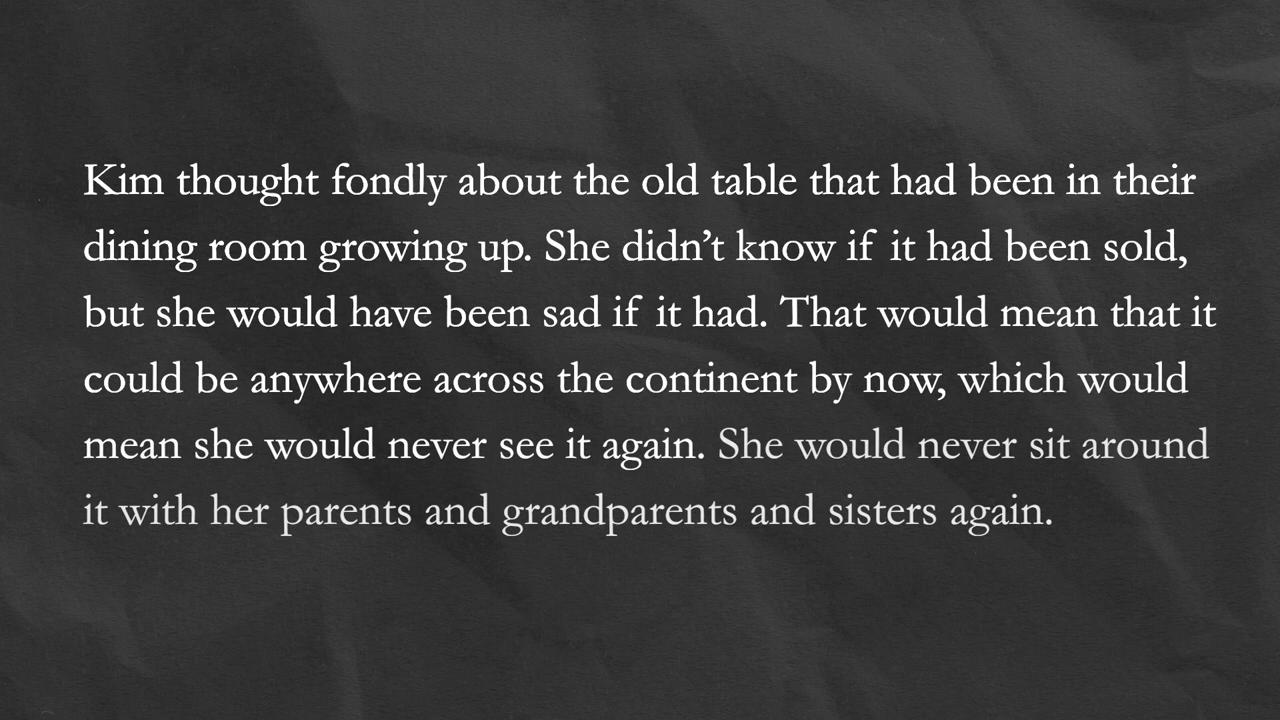 Kim thought fondly about the old table that had been in their
dining room growing up. She didn’t know if it had been sold,
but she would have been sad if it had. That would mean that it
could be anywhere across the continent by now, which would
mean she would never see it again. She would never sit around
it with her parents and grandparents and sisters again.